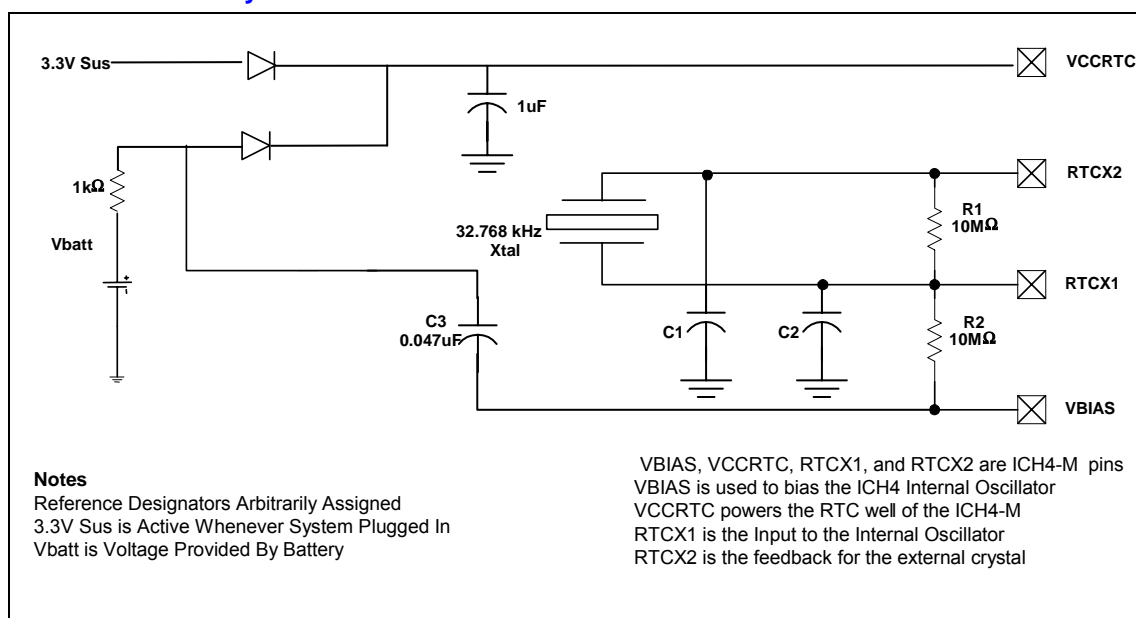 3.3V Sus
VCCRTC
1uF
1kΩ
RTCX2
R1
10MΩ
32.768 kHz
Xtal
Vbatt
RTCX1
C3
0.047uF
C1
C2
R2
10MΩ
VBIAS
Notes
Reference Designators Arbitrarily Assigned
3.3V Sus is Active Whenever System Plugged In
Vbatt is Voltage Provided By Battery
VBIAS, VCCRTC, RTCX1, and RTCX2 are ICH4-M pins
VBIAS is used to bias the ICH4 Internal Oscillator
VCCRTC powers the RTC well of the ICH4-M
RTCX1 is the Input to the Internal Oscillator
RTCX2 is the feedback for the external crystal